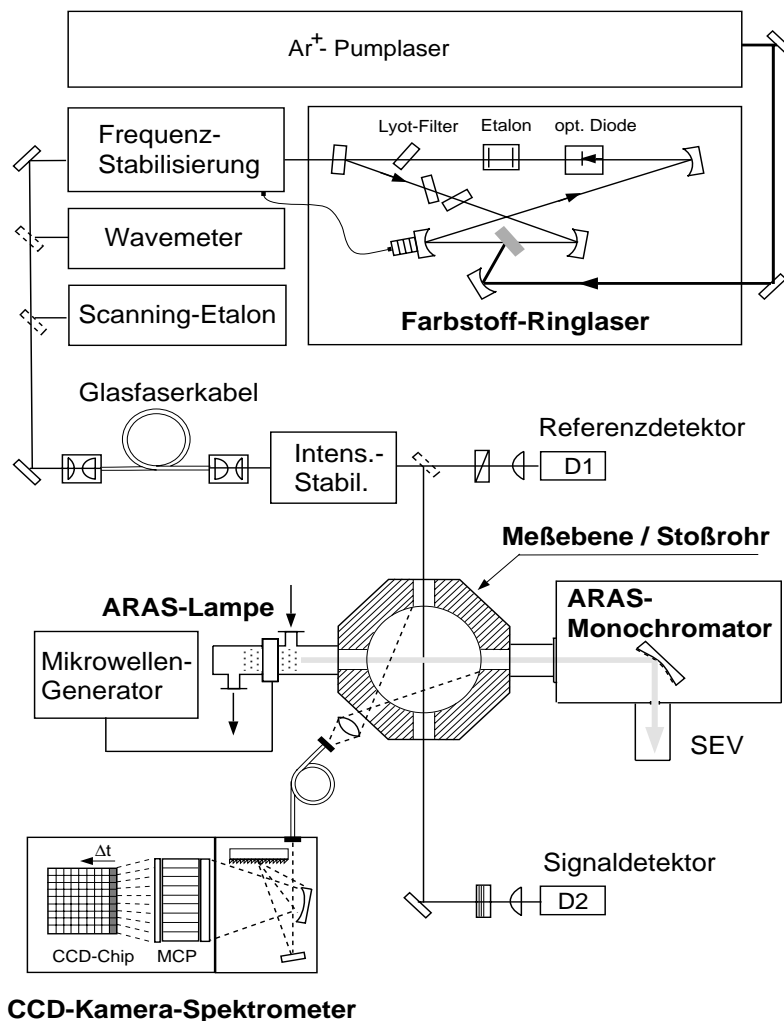 Ar+- Pumplaser
Frequenz-
Stabilisierung
Lyot-Filter
Etalon
opt. Diode
Wavemeter
Scanning-Etalon
Farbstoff-Ringlaser
Glasfaserkabel
Intens.-
Stabil.
Referenzdetektor
D1
Meßebene / Stoßrohr
ARAS-Lampe
ARAS-
Monochromator
Mikrowellen-
Generator
SEV
Δt
CCD-Chip
MCP
Signaldetektor
D2
CCD-Kamera-Spektrometer